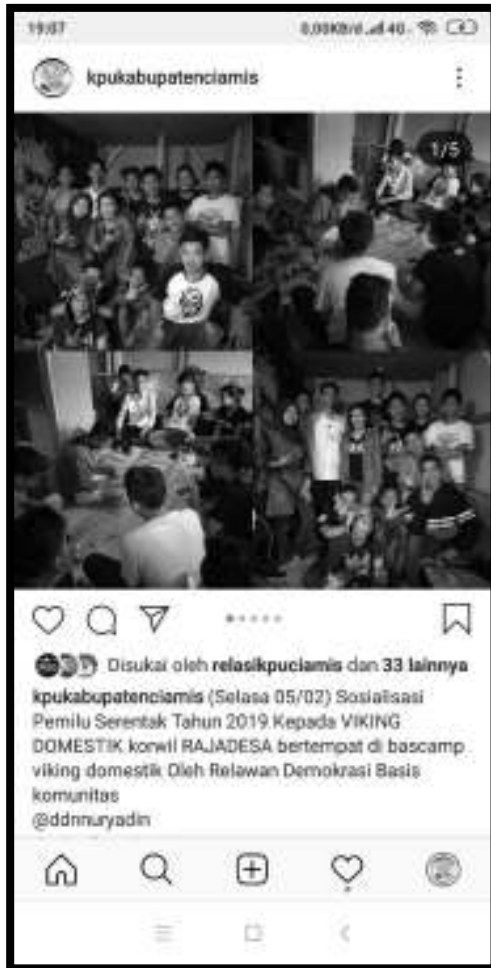 19:07 0,00KB/d 4G
kpukabupatenciamis
1/5
Disukai oleh relasikpuciamis dan 33 lainnya
kpukabupatenciamis (Selasa 05/02) Sosialisasi
Pemilu Serentak Tahun 2019 Kepada VIKING
DOMESTIK korwil RAJADESA bertempat di bascamp
viking domestik Oleh Relawan Demokrasi Basis
komunitas
@ddnnuryadin